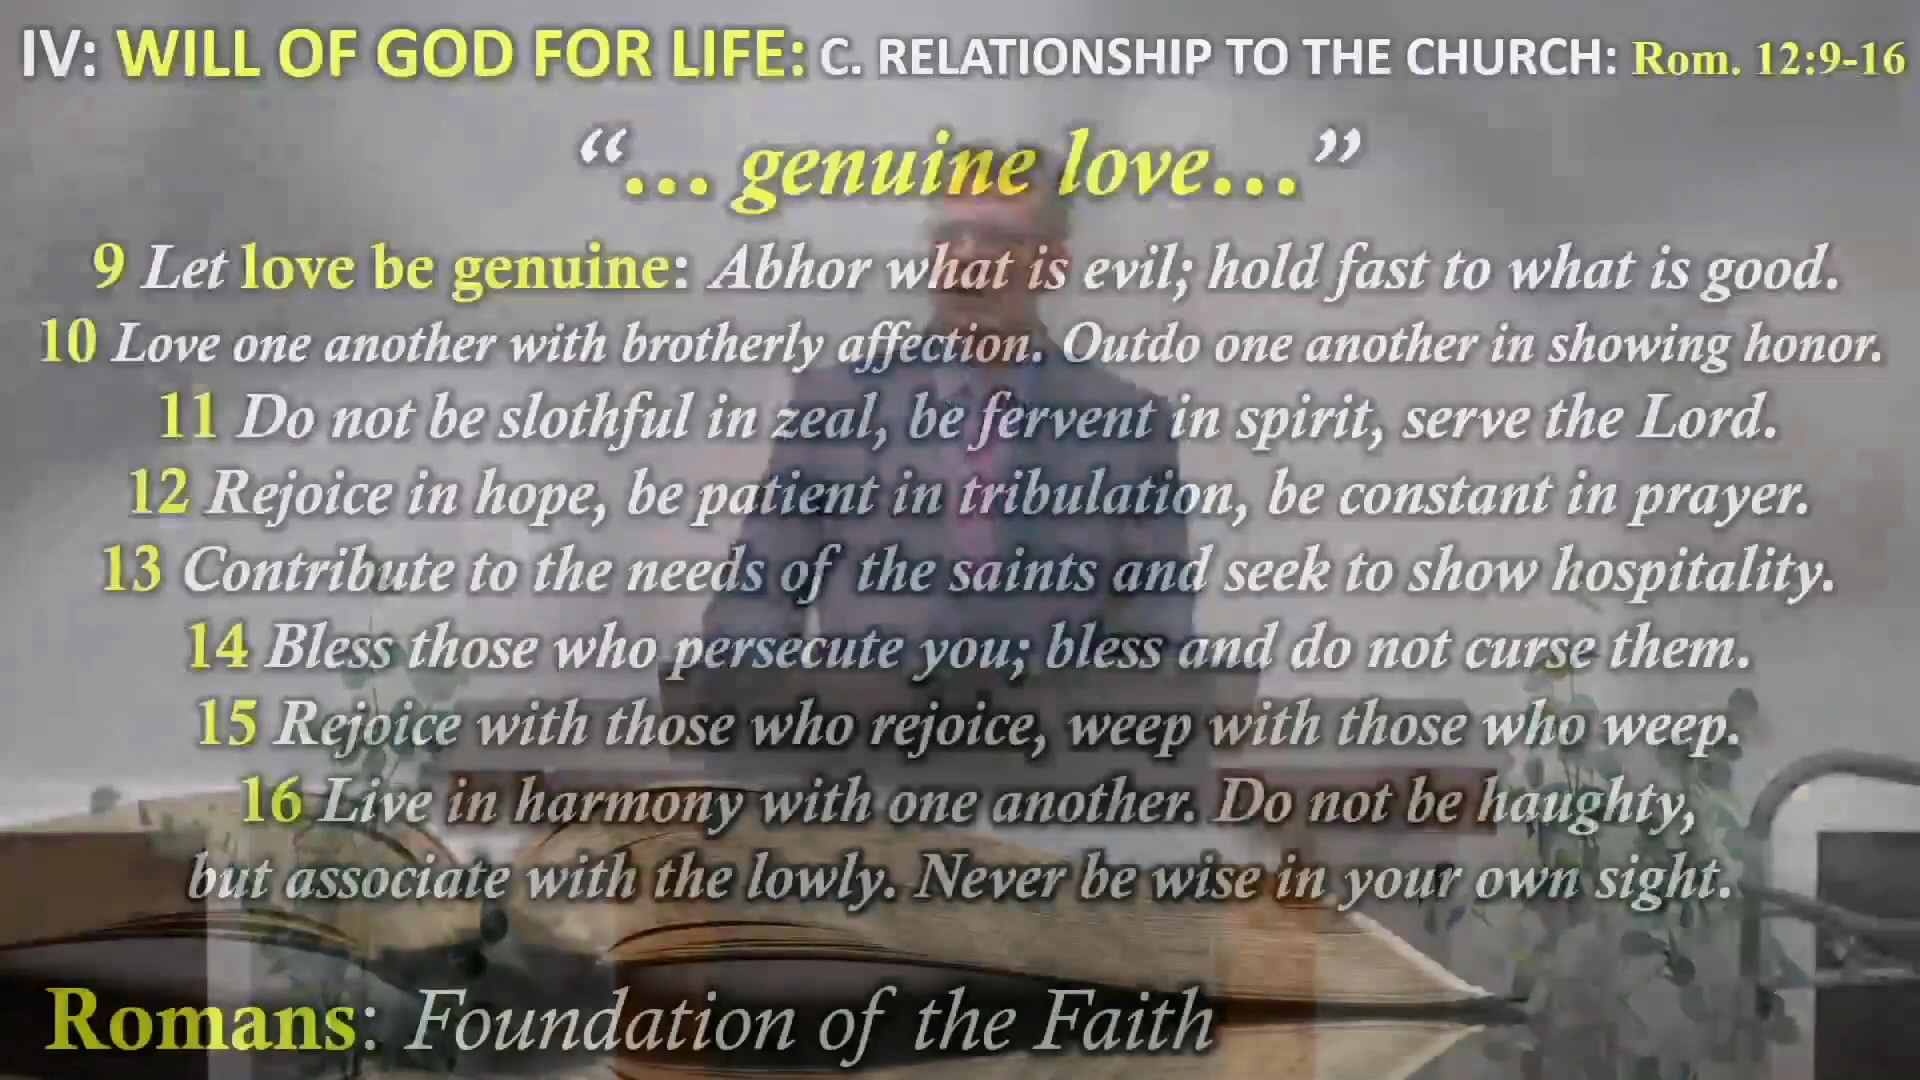 IV: WILL OF GOD FOR LIFE: C. RELATIONSHIP TO THE CHURCH: Rom. 12:9-16
“… genuine love…”
9 Let love be genuine: Abhor what is evil; hold fast to what is good.
10 Love one another with brotherly affection. Outdo one another in showing honor.
11 Do not be slothful in zeal, be fervent in spirit, serve the Lord.
12 Rejoice in hope, be patient in tribulation, be constant in prayer.
13 Contribute to the needs of the saints and seek to show hospitality.
14 Bless those who persecute you; bless and do not curse them.
15 Rejoice with those who rejoice, weep with those who weep.
16 Live in harmony with one another. Do not be haughty,
but associate with the lowly. Never be wise in your own sight.
Romans: Foundation of the Faith